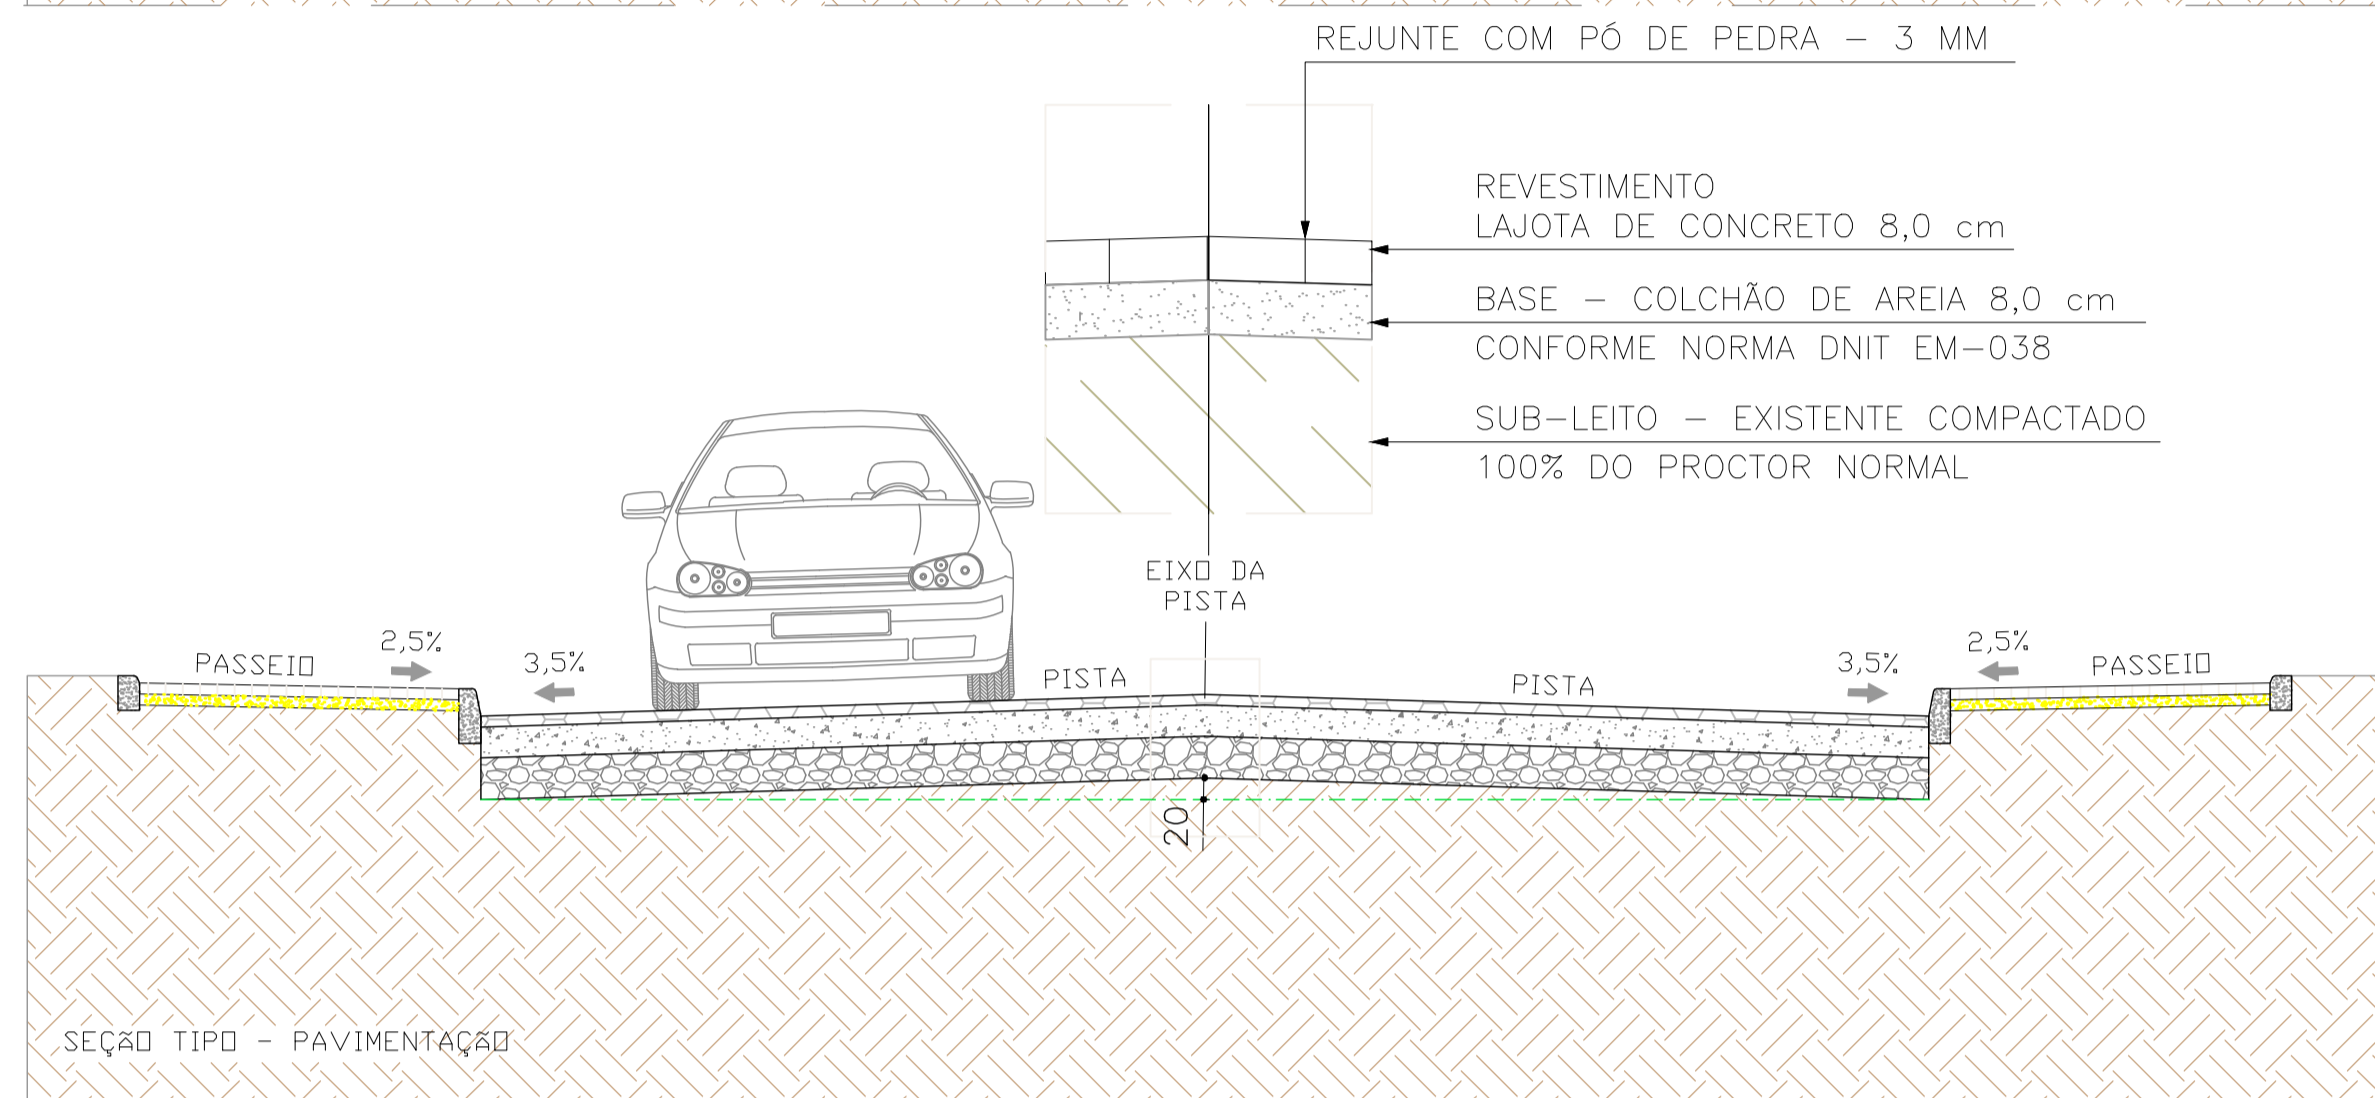 REJUNTE COM PÓ DE PEDRA - 3 MM
REVESTIMENTO
LAJOTA DE CONCRETO 8,0 cm
BASE - COLCHÃO DE AREIA 8,0 cm
CONFORME NORMA DNIT EM-038
SUB-LEITO - EXISTENTE COMPACTADO
100% DO PROCTOR NORMAL
EIXO DA
PISTA
PASSEIO
2,5%
3,5%
PISTA
PISTA
3,5%
2,5%
PASSEIO
20
SEÇÃO TIPO - PAVIMENTAÇÃO